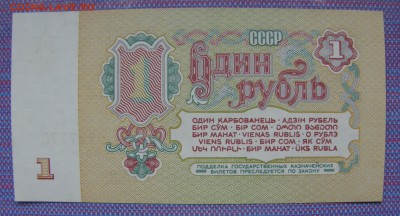 СССР
1
Один
1
рубль
ОДИН КАРБОВАНЕЦЬ · АДЗІН РУБЕЛЬ
БИР СЎМ · БІР СОМ · ერთი მანეთი
БИР МАНАТ · VIENAS RUBLIS · О РУБЛЭ
VIENS RUBLIS · БИР СОМ · ЯК СӮМ
ՄԵԿ ՌՈՒԲԼԻ · БИР МАНАТ · ÜKS RUBLA
ПОДДЕЛКА ГОСУДАРСТВЕННЫХ КАЗНАЧЕЙСКИХ
БИЛЕТОВ ПРЕСЛЕДУЕТСЯ ПО ЗАКОНУ
1